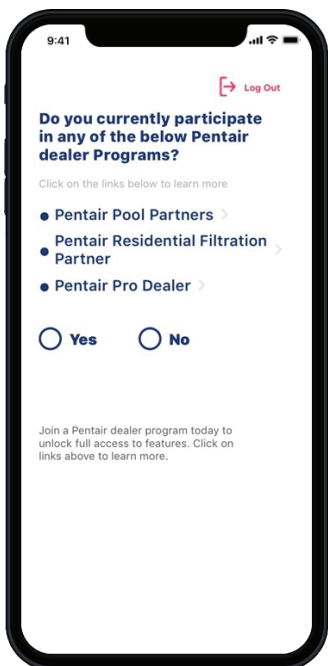 9:41
Log Out
Do you currently participate
in any of the below Pentair
dealer Programs?
Click on the links below to learn more
Pentair Pool Partners
Pentair Residential Filtration
Partner
Pentair Pro Dealer
Yes No
Join a Pentair dealer program today to
unlock full access to features. Click on
links above to learn more.